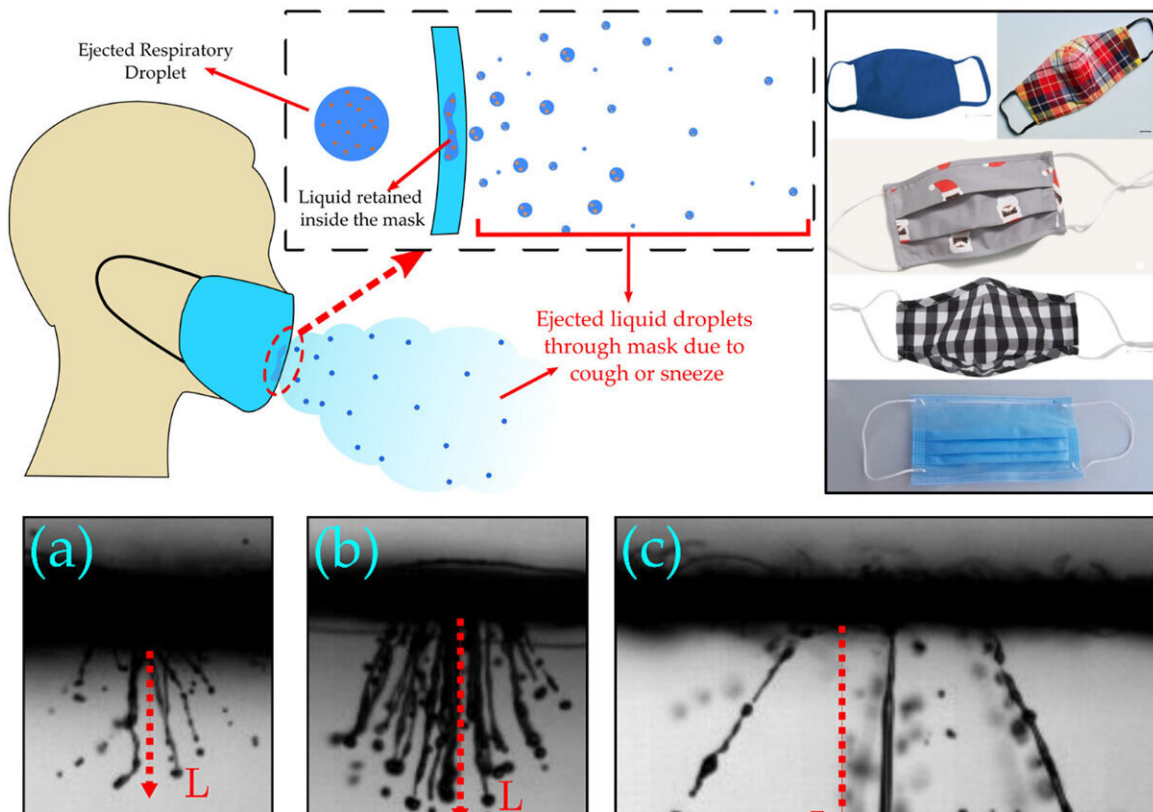 Ejected Respiratory
Droplet
Liquid retained
inside the mask
Ejected liquid droplets
through mask due to
cough or sneeze
(a)
(b)
(c)
L
L